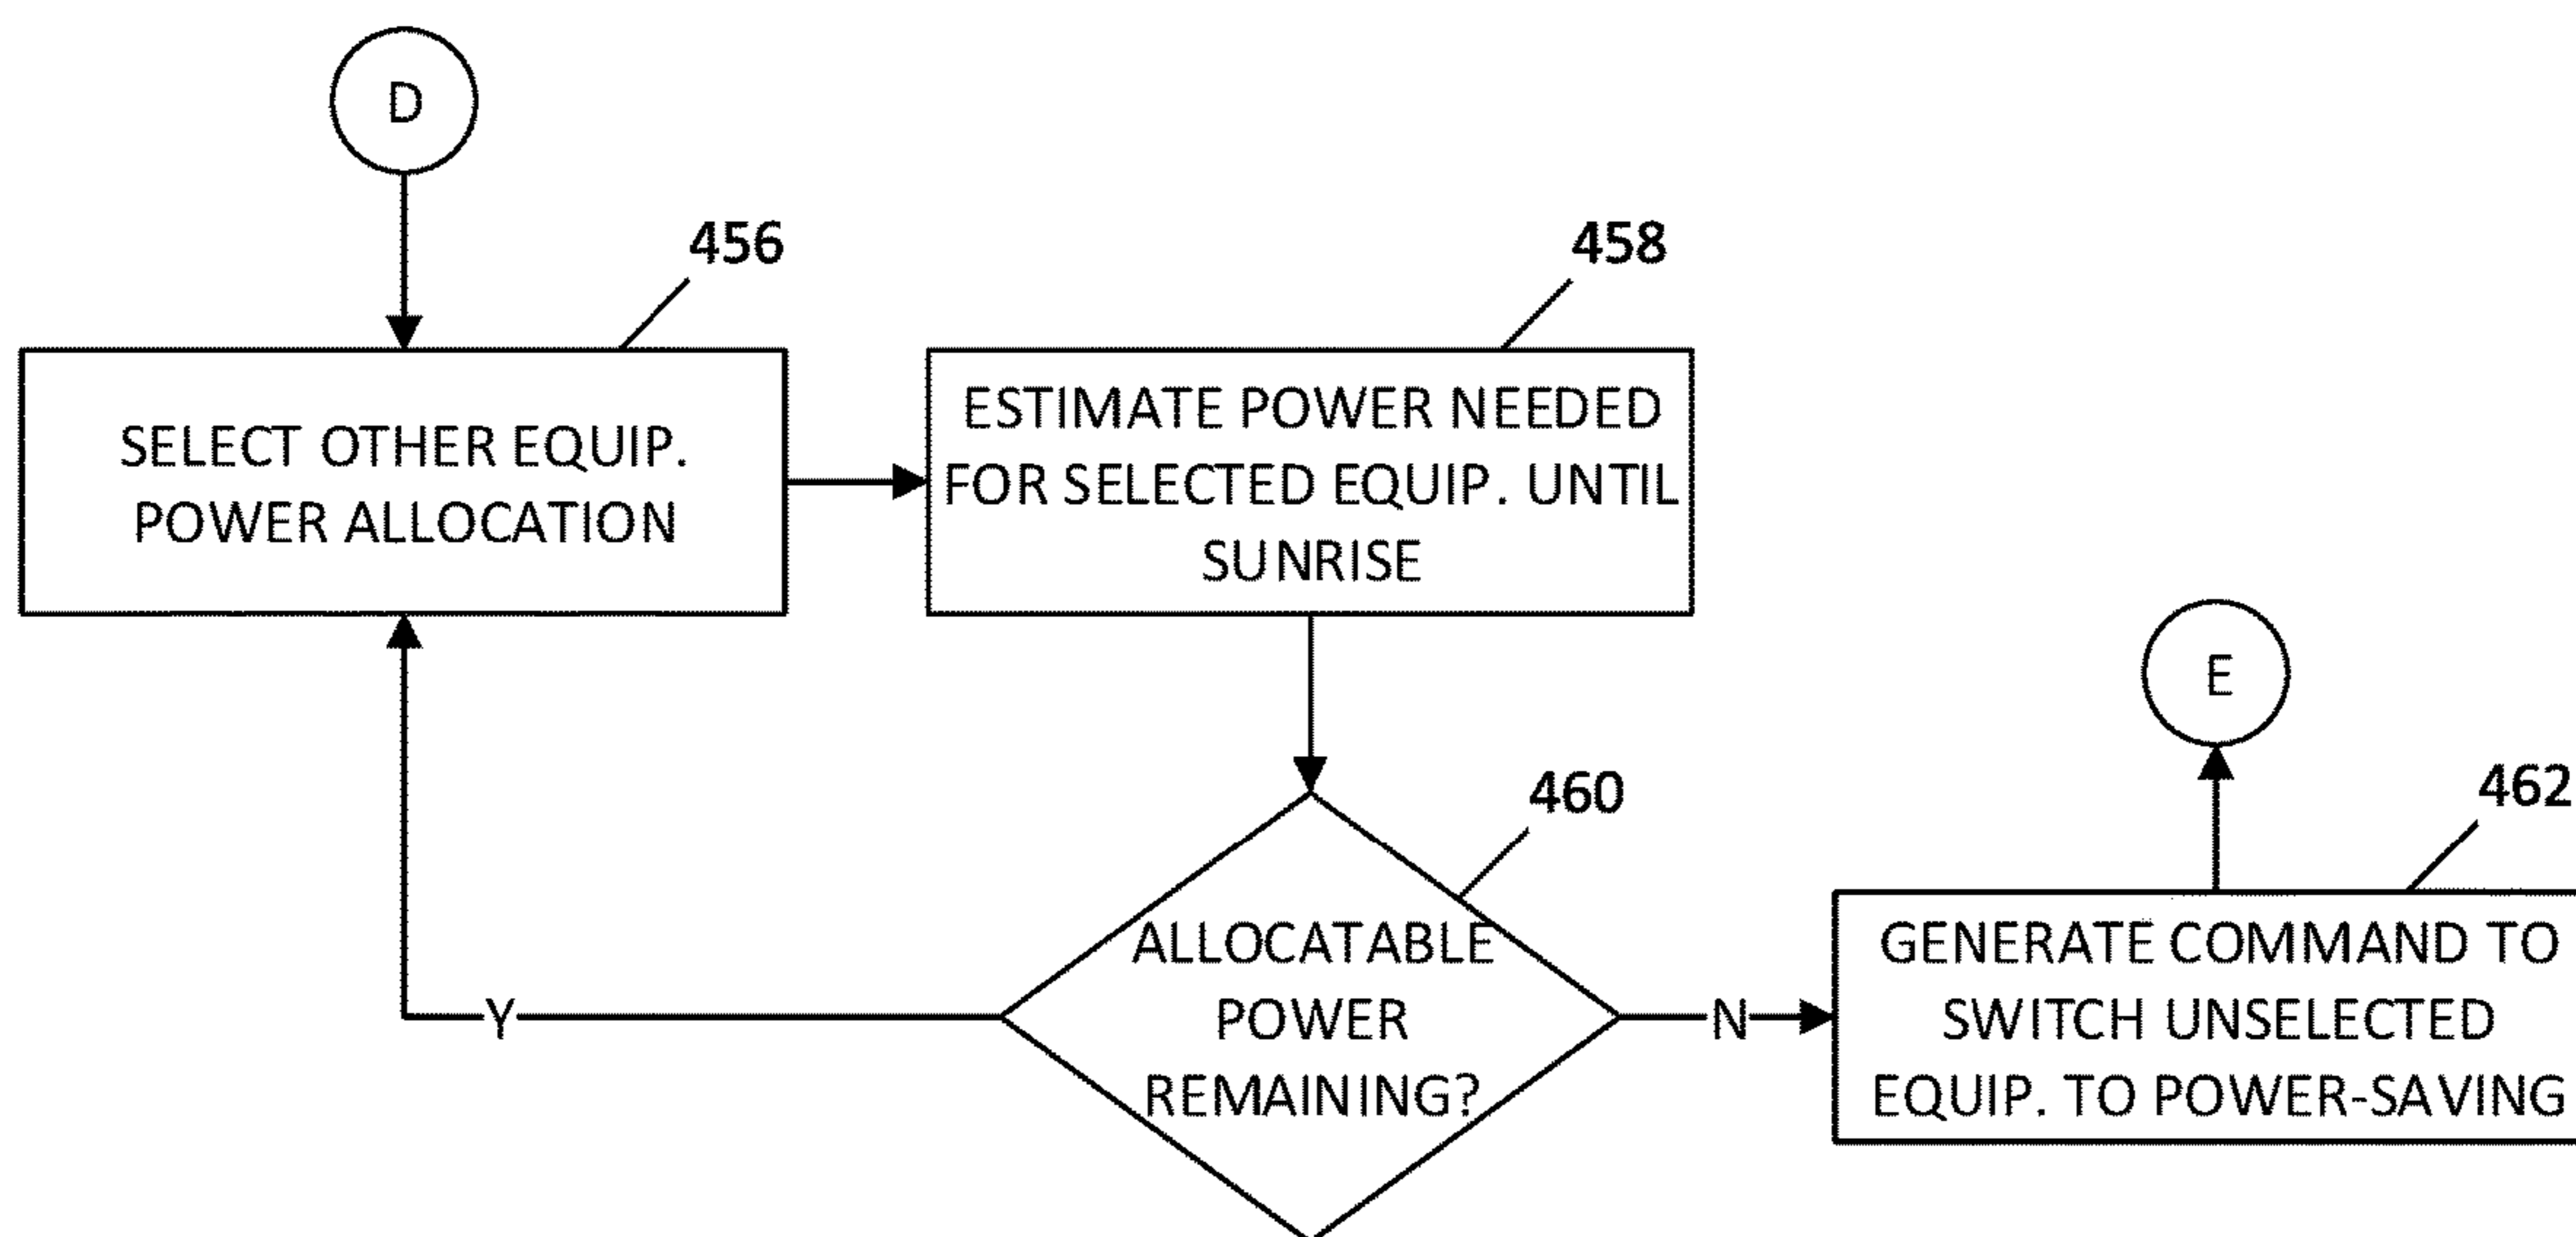 D
456
SELECT OTHER EQUIP.
POWER ALLOCATION
458
ESTIMATE POWER NEEDED
FOR SELECTED EQUIP. UNTIL
SUNRISE
460
ALLOCATABLE
POWER
REMAINING?
Y
N
E
462
GENERATE COMMAND TO
SWITCH UNSELECTED
EQUIP. TO POWER-SAVING